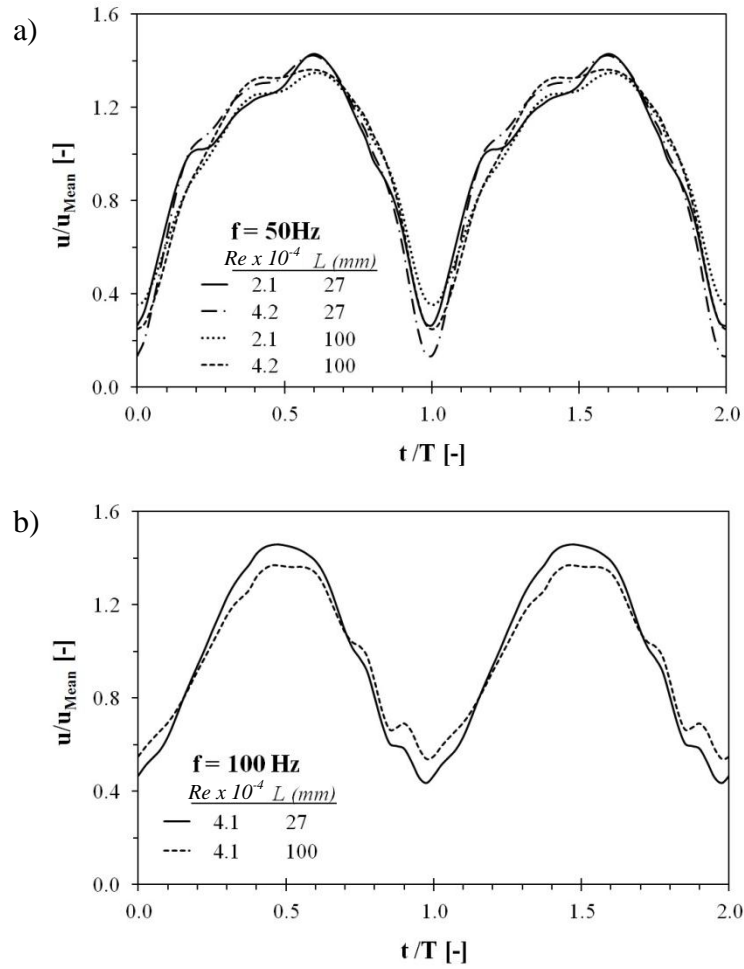 a)
1.6
1.2
0.8
0.4
0.0
u/u_Mean [-]
f = 50Hz
Re x 10^-4 L (mm)
2.1 27
4.2 27
2.1 100
4.2 100
0.0 0.5 1.0 1.5 2.0
t /T [-]
b)
1.6
1.2
0.8
0.4
0.0
u/u_Mean [-]
f = 100 Hz
Re x 10^-4 L (mm)
4.1 27
4.1 100
0.0 0.5 1.0 1.5 2.0
t /T [-]